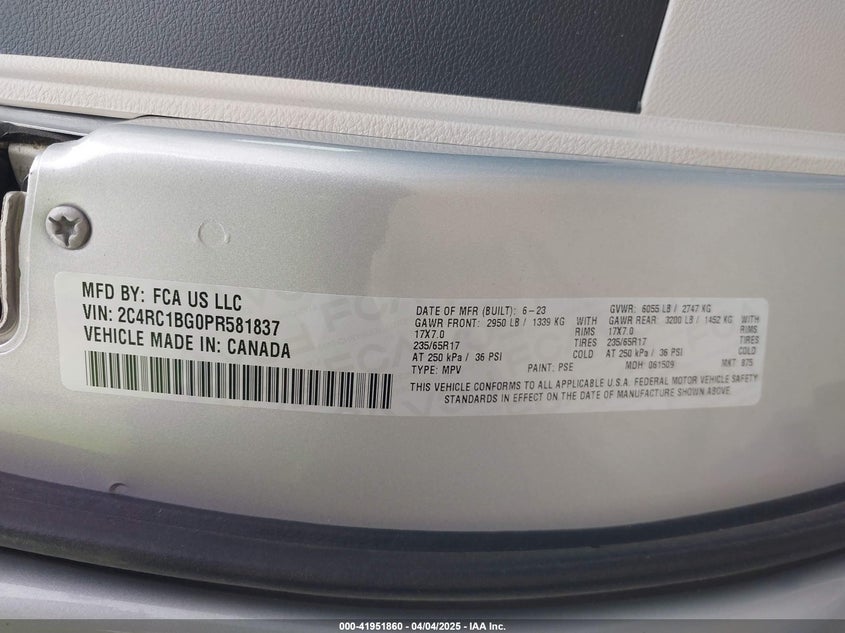 MFD BY: FCA US LLC
VIN: 2C4RC1BG0PR581837
VEHICLE MADE IN: CANADA
DATE OF MFR (BUILT): 6-23 GVWR: 6055 LB / 2747 KG
GAWR FRONT: 2950 LB / 1339 KG WITH GAWR REAR: 3200 LB / 1452 KG WITH
17X7.0 RIMS 17X7.0 RIMS
235/65R17 TIRES 235/65R17 TIRES
AT 250 kPa / 36 PSI COLD AT 250 kPa / 36 PSI COLD
TYPE: MPV PAINT: PSE MDH: 061509 MKT: 875
THIS VEHICLE CONFORMS TO ALL APPLICABLE U.S.A. FEDERAL MOTOR VEHICLE SAFETY
STANDARDS IN EFFECT ON THE DATE OF MANUFACTURE SHOWN ABOVE.
000-41951860 - 04/04/2025 - IAA Inc.